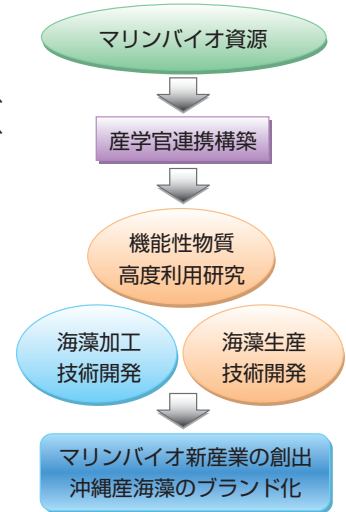 マリンバイオ資源
産学官連携構築
機能性物質
高度利用研究
海藻加工
技術開発
海藻生産
技術開発
マリンバイオ新産業の創出
沖縄産海藻のブランド化